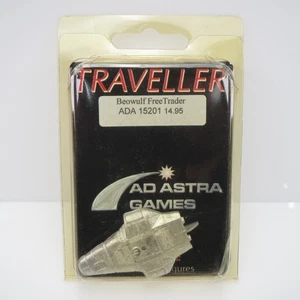 TRAVELLER
Beowulf FreeTrader
ADA 15201 14.95
AD ASTRA
GAMES